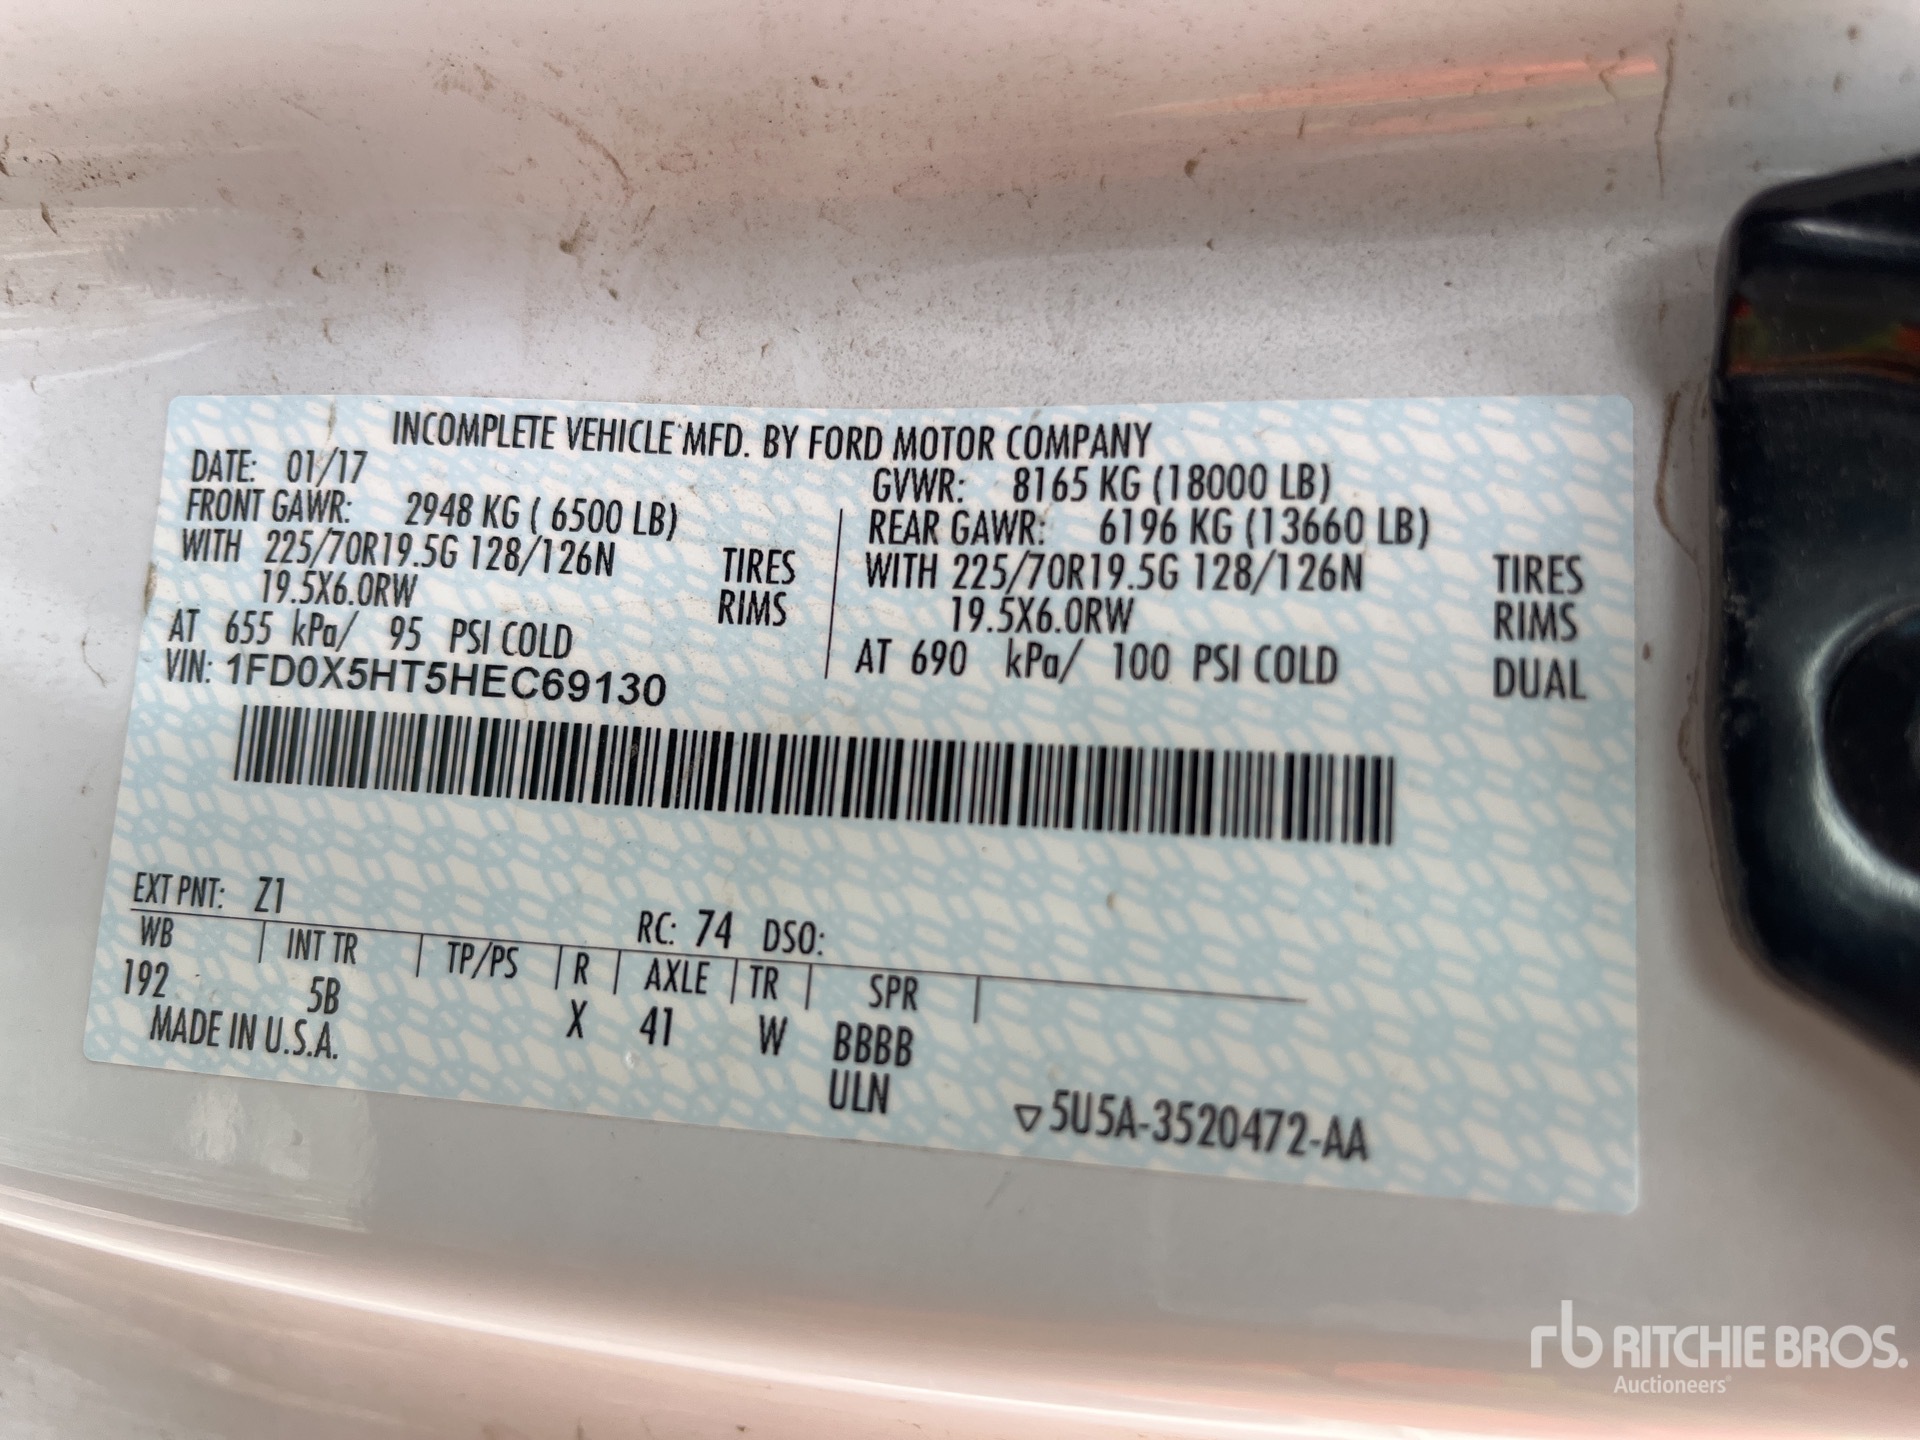 INCOMPLETE VEHICLE MFD. BY FORD MOTOR COMPANY
DATE: 01/17
GVWR: 8165 KG (18000 LB)
FRONT GAWR: 2948 KG ( 6500 LB)
WITH 225/70R19.5G 128/126N TIRES
19.5X6.0RW RIMS
AT 655 kPa/ 95 PSI COLD
REAR GAWR: 6196 KG (13660 LB)
WITH 225/70R19.5G 128/126N TIRES
19.5X6.0RW RIMS
AT 690 kPa/ 100 PSI COLD DUAL
VIN: 1FD0X5HT5HEC69130
EXT PNT: Z1 RC: 74 DSO:
WB INT TR TP/PS R AXLE TR SPR
192 5B X 41 W BBBB
MADE IN U.S.A. ULN
5U5A-3520472-AA
rb RITCHIE BROS.
Auctioneers